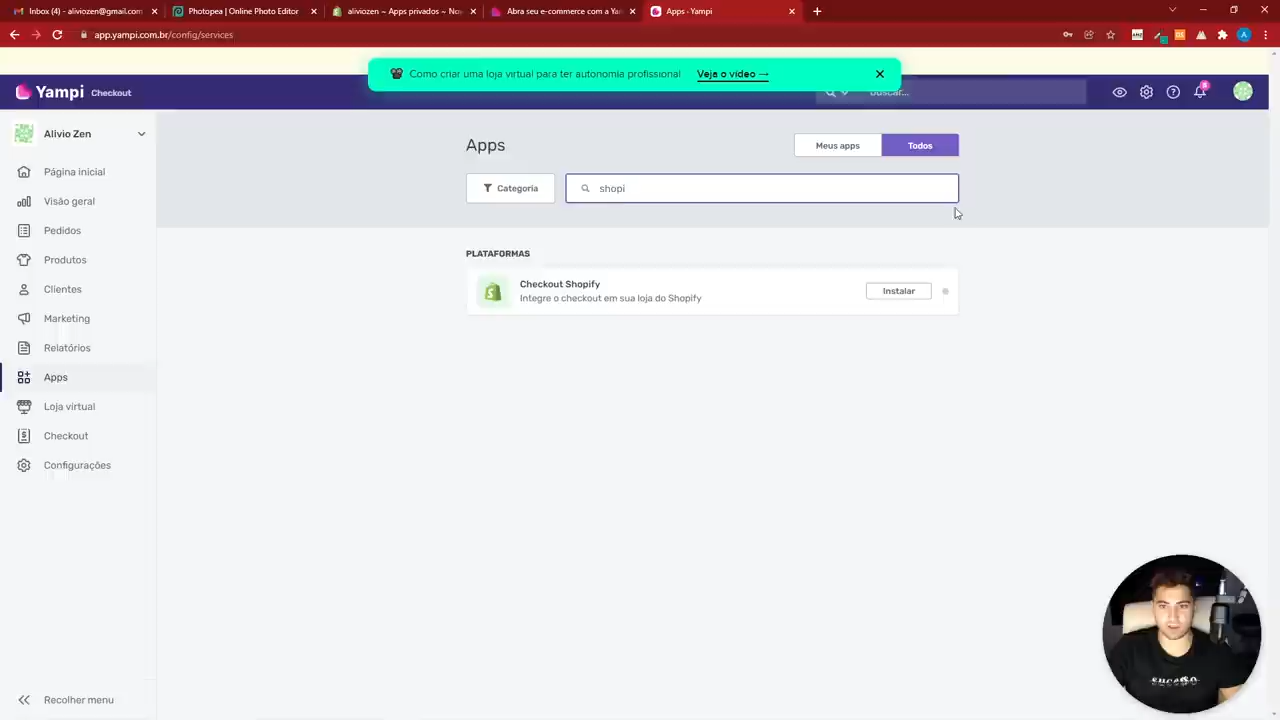 Inbox (4) - aliviozen@gmail.com
Photopea | Online Photo Editor
aliviozen ~ Apps privados ~ No
Abra seu e-commerce com a Ya
Apps · Yampi
app.yampi.com.br/config/services
Como criar uma loja virtual para ter autonomia profissional Veja o vídeo →
Yampi Checkout
Buscar...
8
Alivio Zen
Página inicial
Visão geral
Pedidos
Produtos
Clientes
Marketing
Relatórios
Apps
Loja virtual
Checkout
Configurações
Recolher menu
Apps
Meus apps
Todos
Categoria
shopi
PLATAFORMAS
Checkout Shopify
Integre o checkout em sua loja do Shopify
Instalar